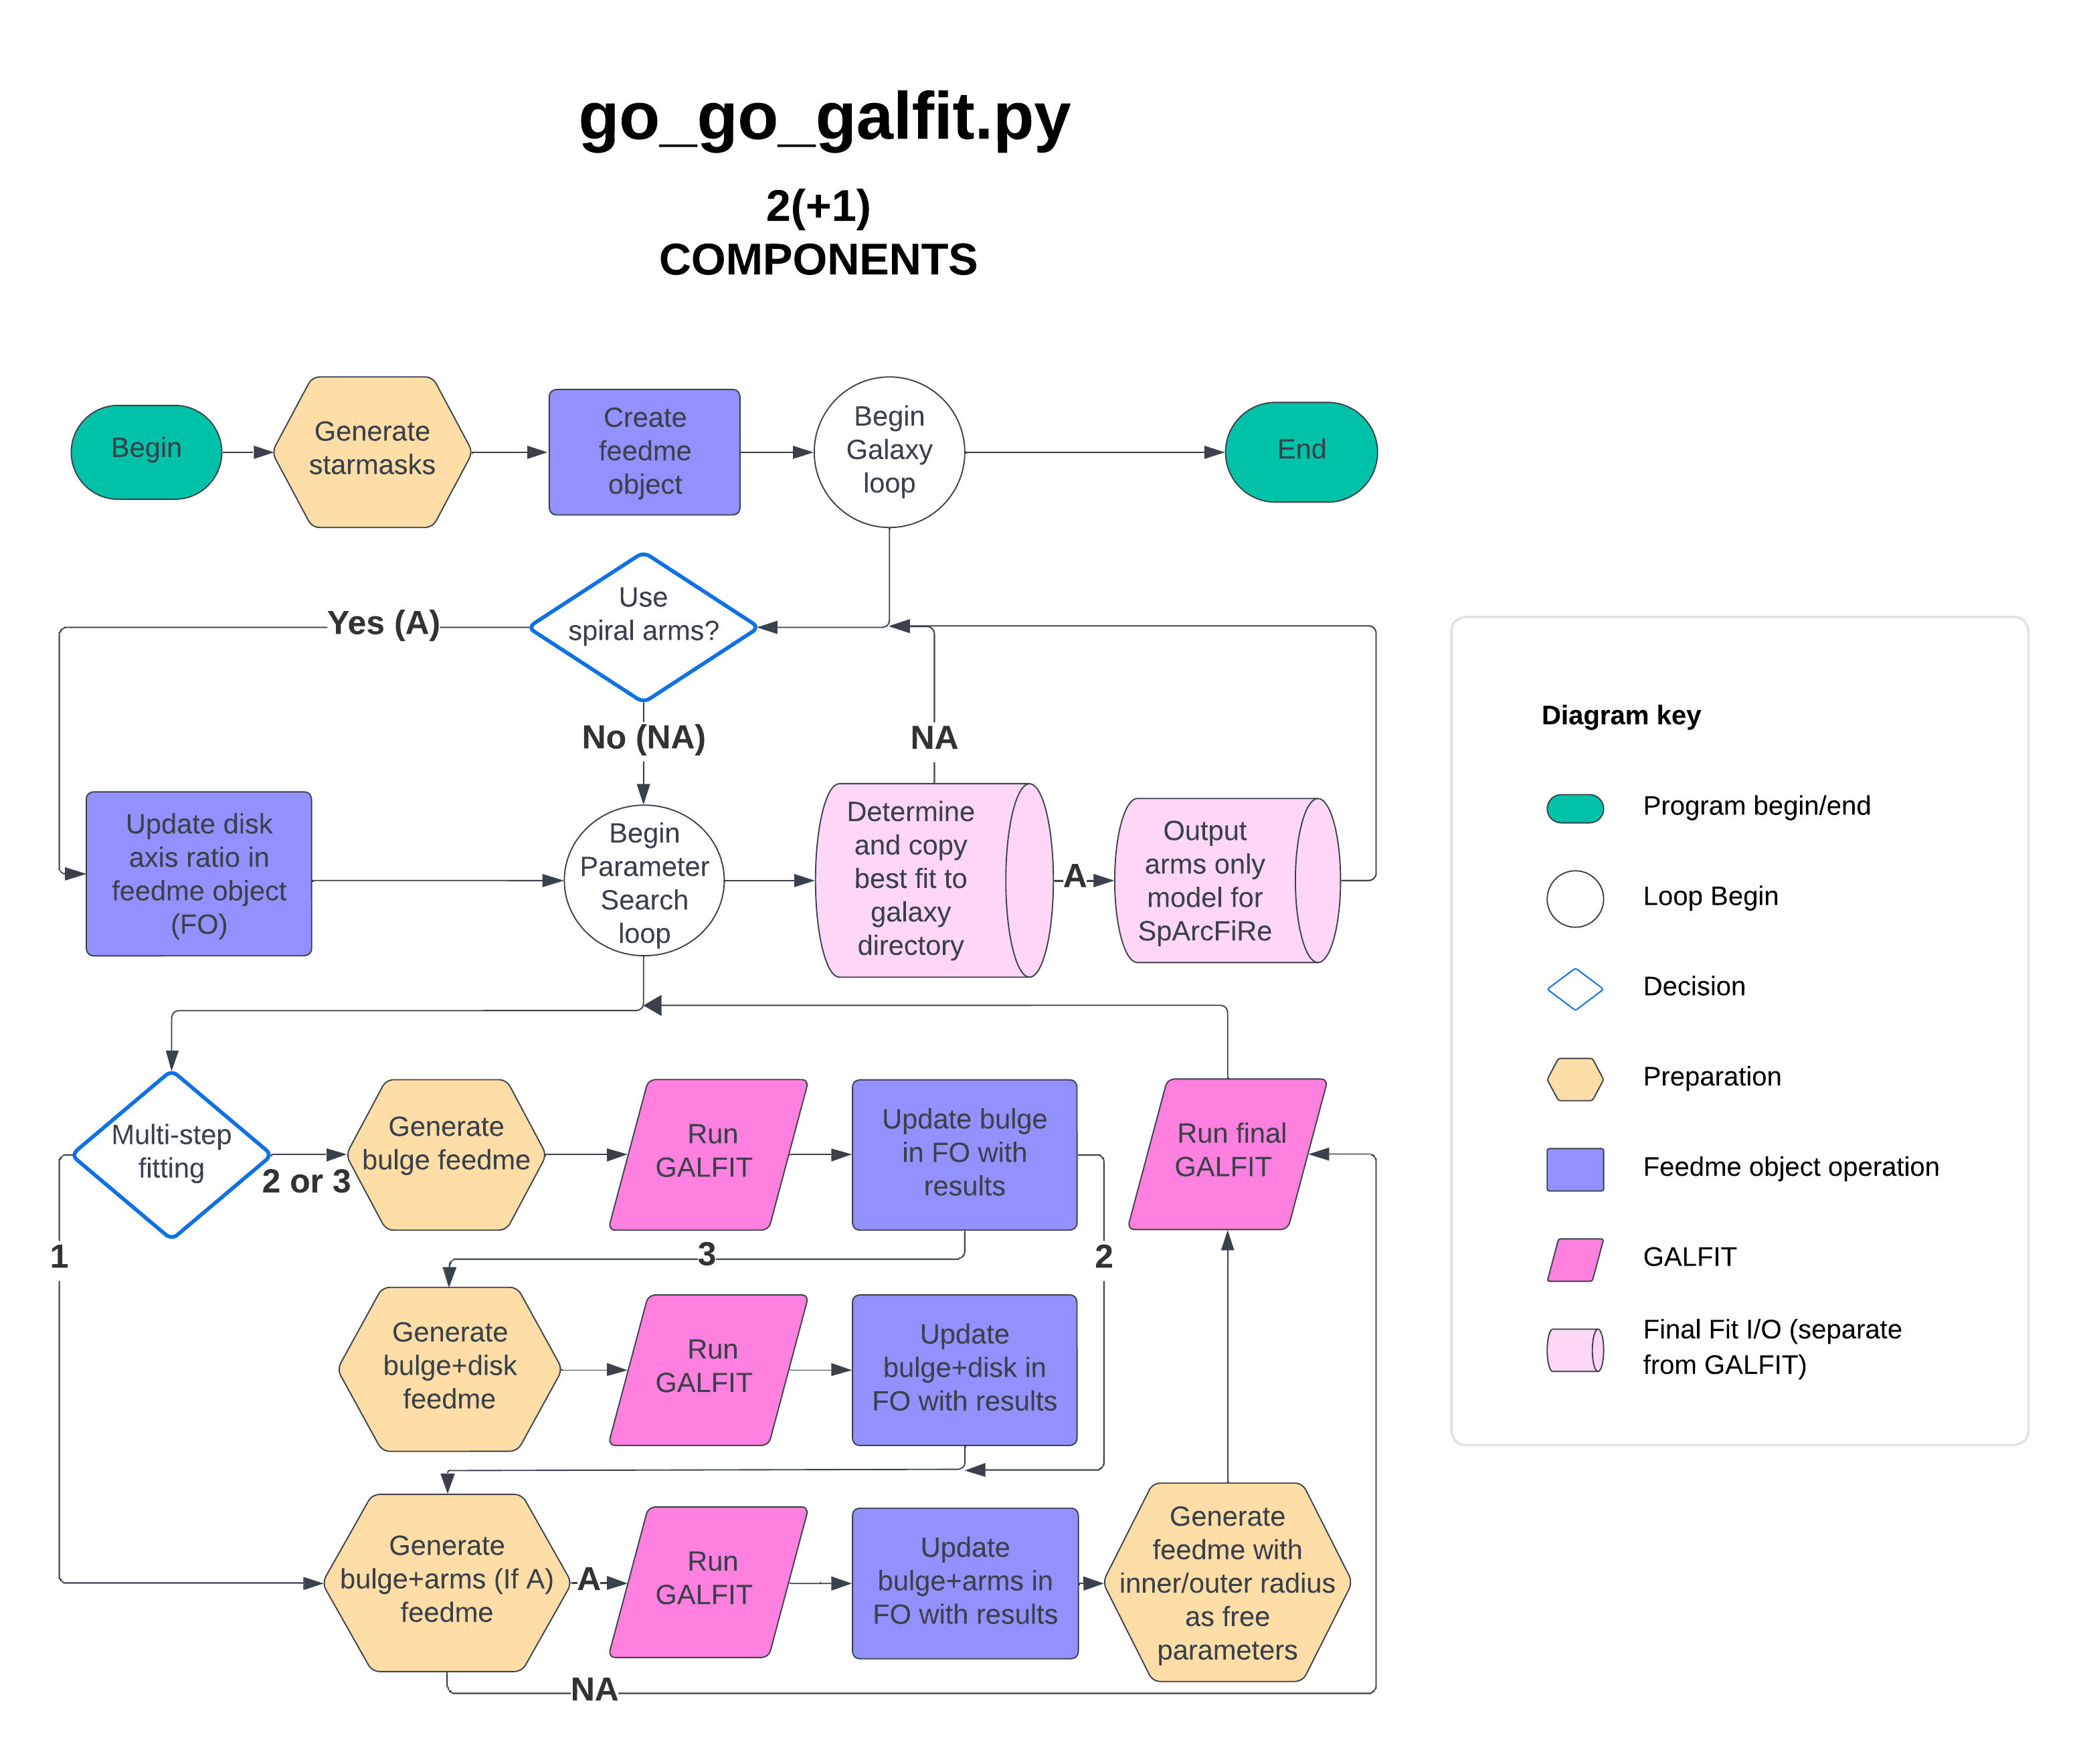 go_go_galfit.py
2(+1)
COMPONENTS
Begin
Generate
starmasks
Create
feedme
object
Begin
Galaxy
loop
End
Use
spiral arms?
Yes (A)
No (NA)
NA
Update disk
axis ratio in
feedme object
(FO)
Begin
Parameter
Search
loop
Determine
and copy
best fit to
galaxy
directory
A
Output
arms only
model for
SpArcFiRe
Multi-step
fitting
2 or 3
1
Generate
bulge feedme
Run
GALFIT
Update bulge
in FO with
results
Run final
GALFIT
3
2
Generate
bulge+disk
feedme
Run
GALFIT
Update
bulge+disk in
FO with results
Generate
bulge+arms (If A)
feedme
A
Run
GALFIT
Update
bulge+arms in
FO with results
Generate
feedme with
inner/outer radius
as free
parameters
NA
Diagram key
Program begin/end
Loop Begin
Decision
Preparation
Feedme object operation
GALFIT
Final Fit I/O (separate
from GALFIT)